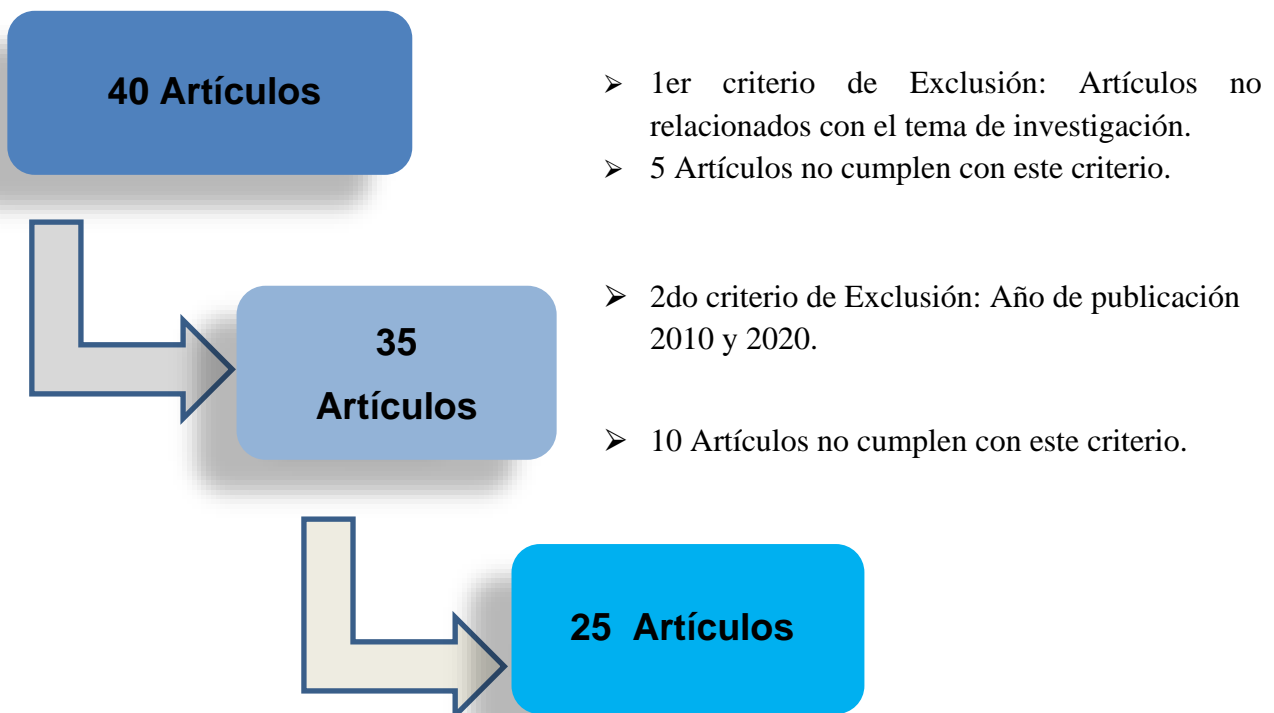 40 Artículos
➢ 1er criterio de Exclusión: Artículos no
relacionados con el tema de investigación.
➢ 5 Artículos no cumplen con este criterio.
➢ 2do criterio de Exclusión: Año de publicación
2010 y 2020.
35
Artículos
➢ 10 Artículos no cumplen con este criterio.
25 Artículos